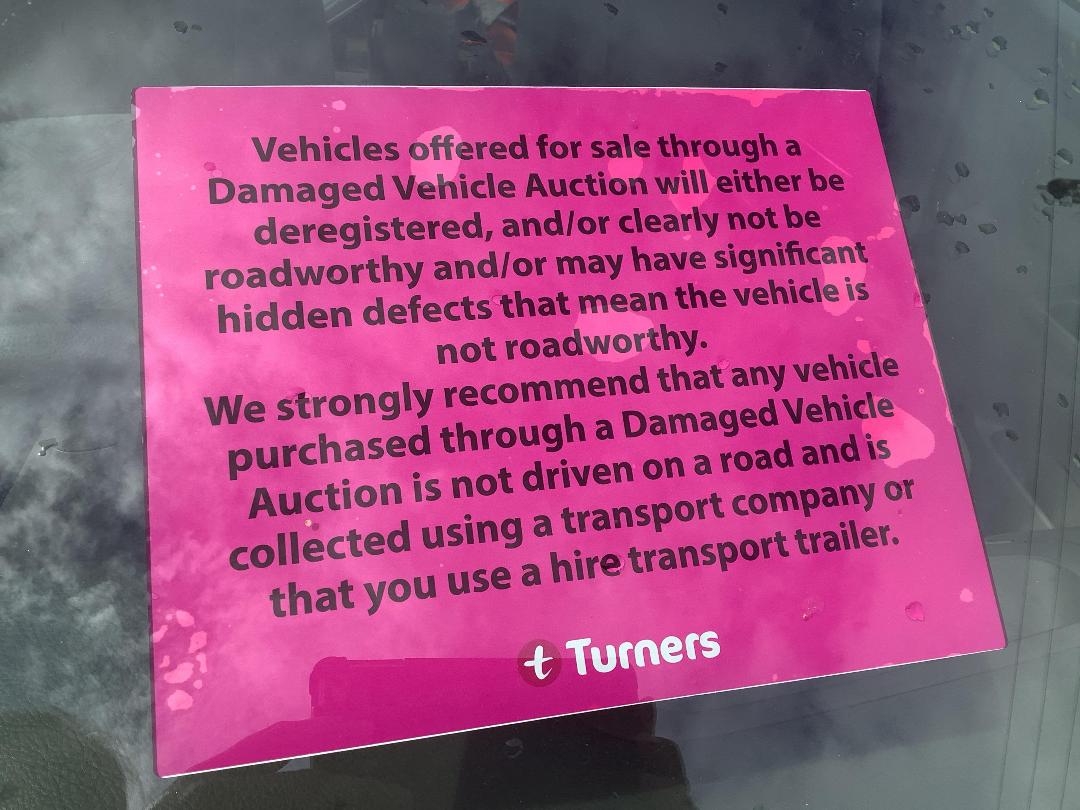 Vehicles offered for sale through a
Damaged Vehicle Auction will either be
deregistered, and/or clearly not be
roadworthy and/or may have significant
hidden defects that mean the vehicle is
not roadworthy.
We strongly recommend that any vehicle
purchased through a Damaged Vehicle
Auction is not driven on a road and is
collected using a transport company or
that you use a hire transport trailer.
t Turners